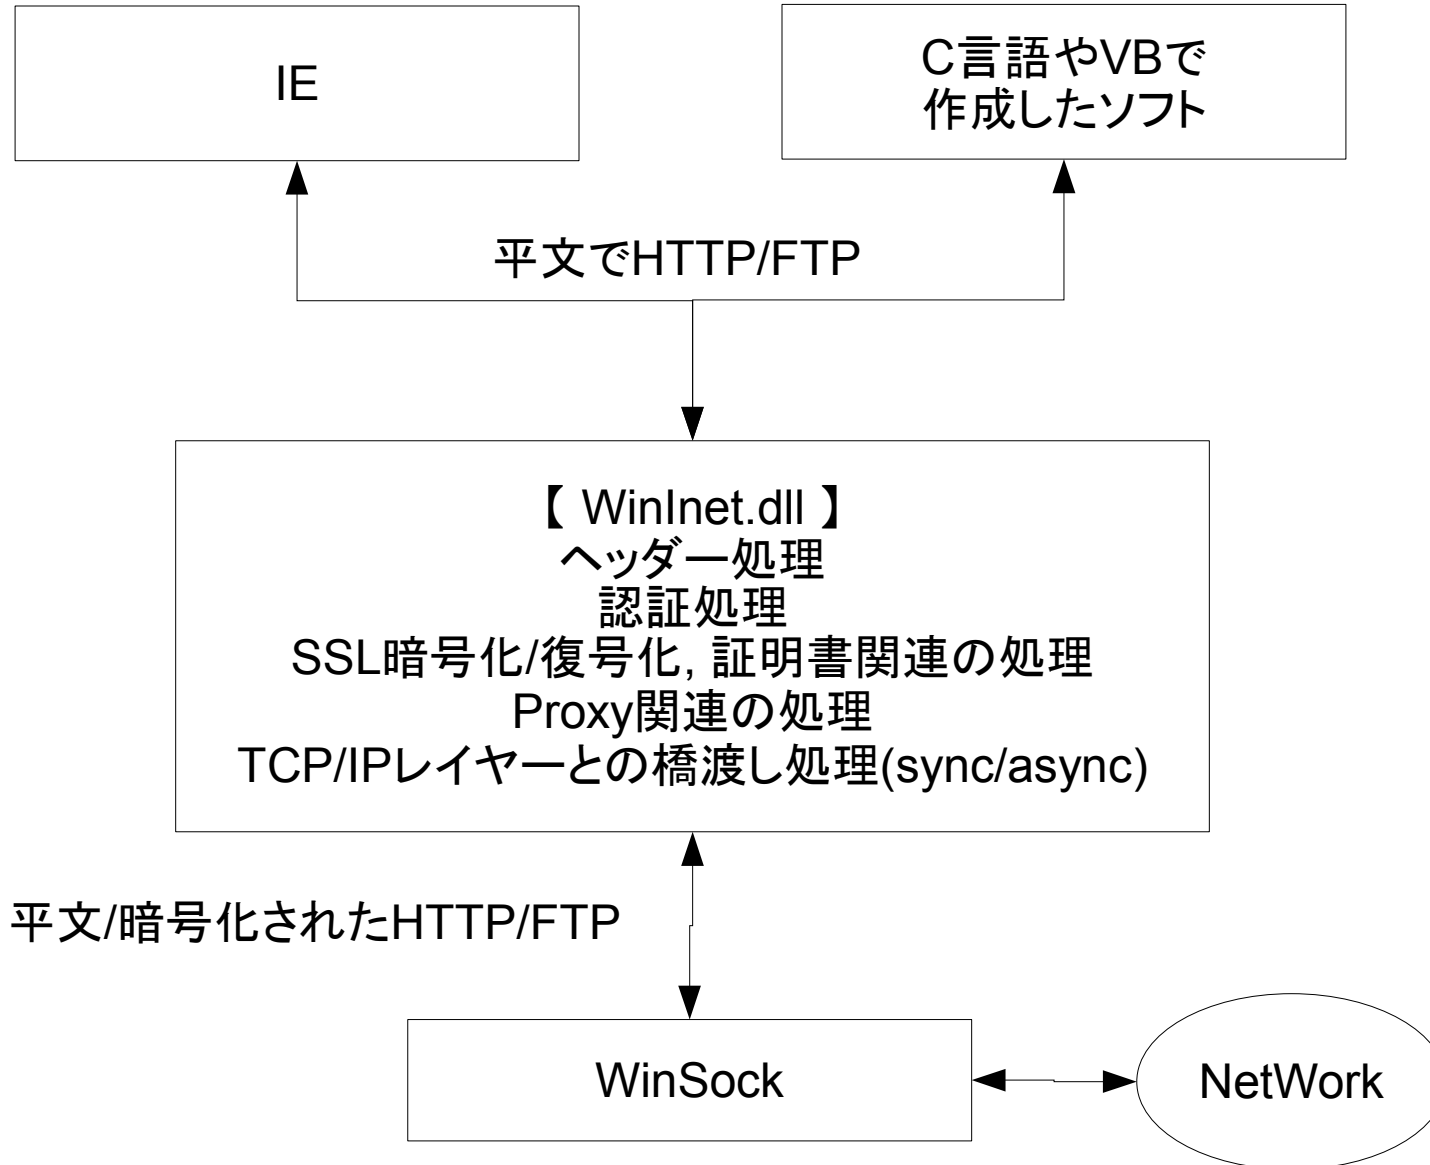 IE
C言語やVBで
作成したソフト
平文でHTTP/FTP
【 WinInet.dll 】
ヘッダー処理
認証処理
SSL暗号化/復号化, 証明書関連の処理
Proxy関連の処理
TCP/IPレイヤーとの橋渡し処理(sync/async)
平文/暗号化されたHTTP/FTP
WinSock
NetWork